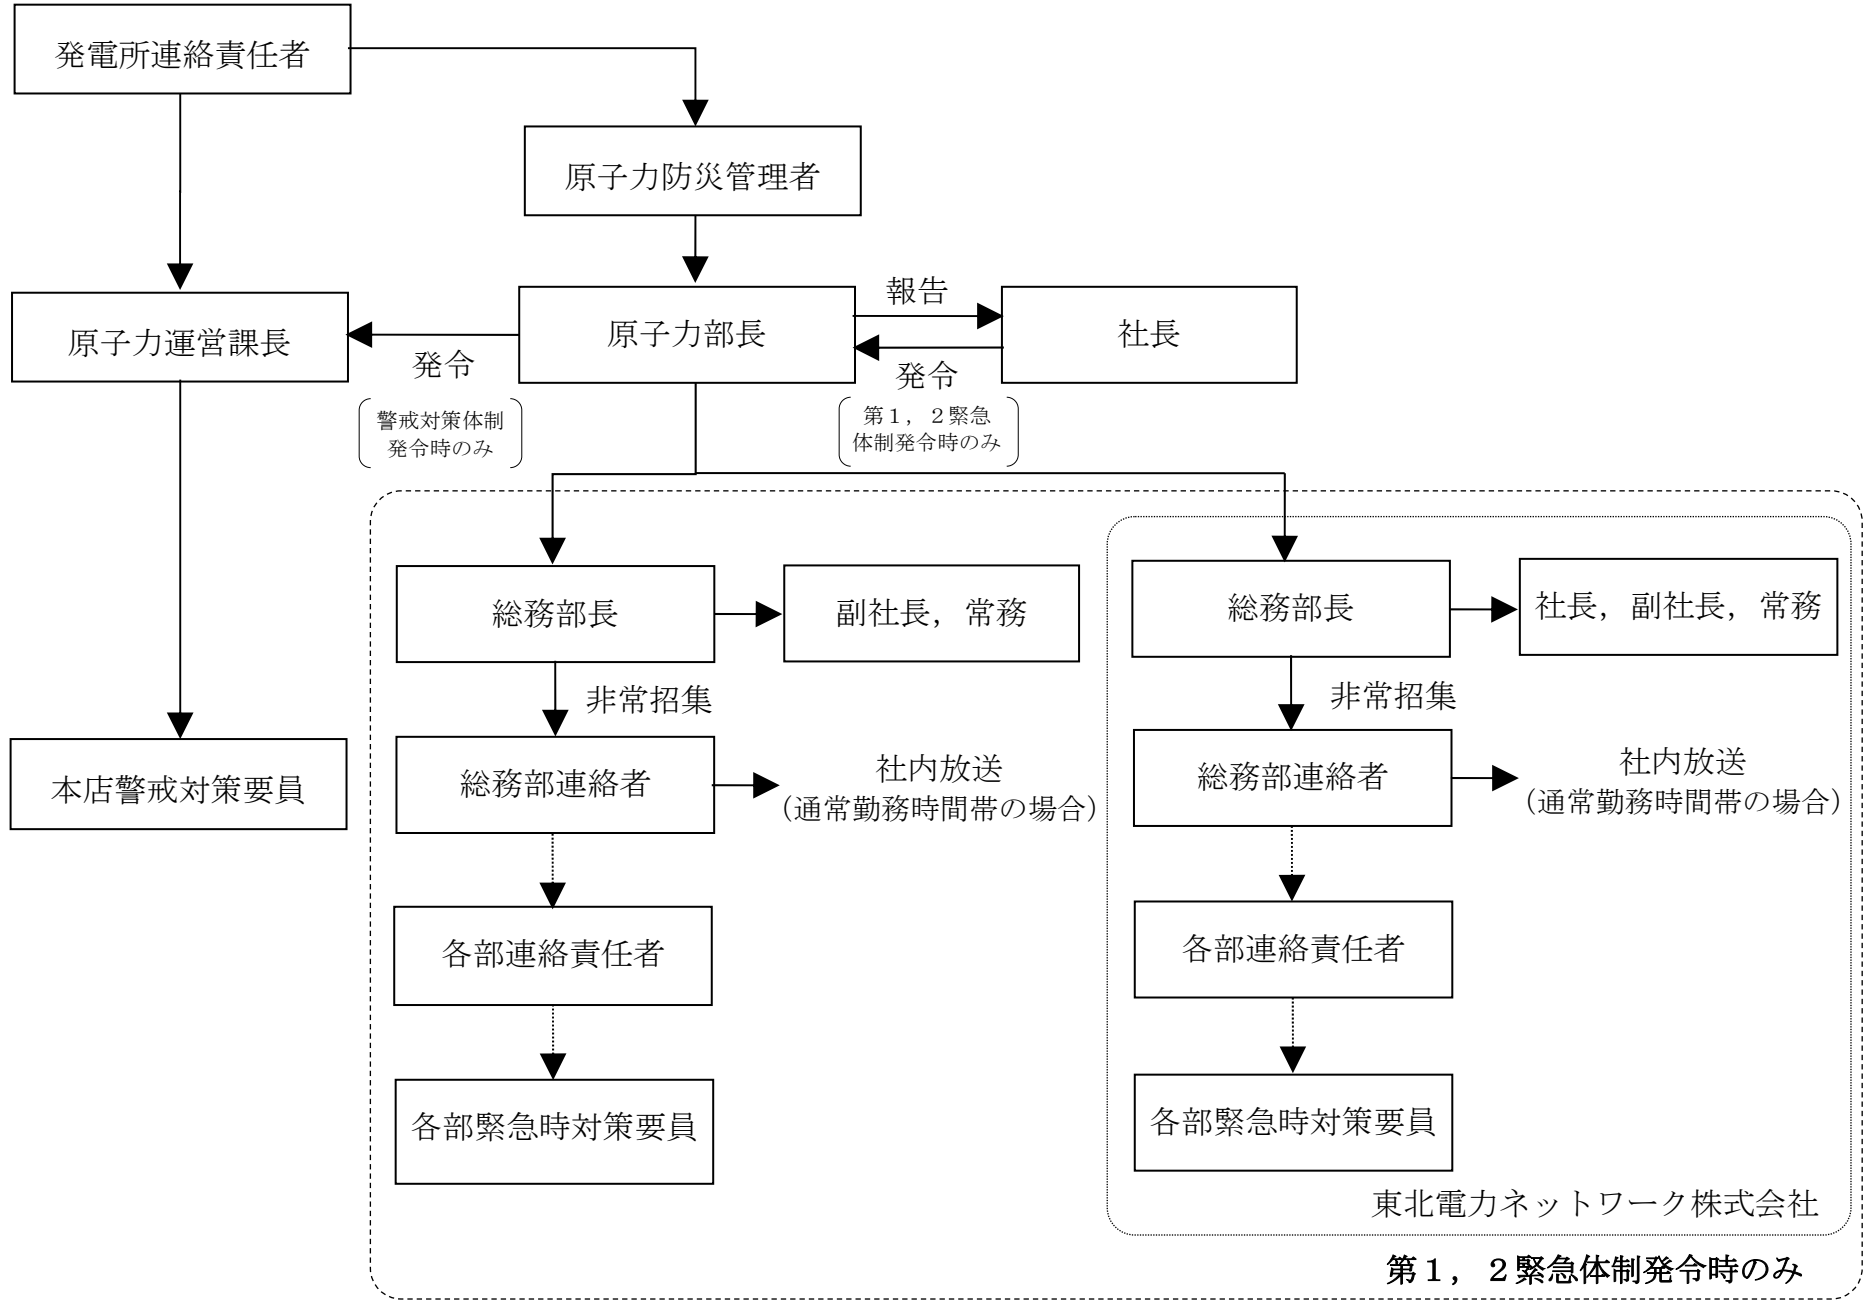 発電所連絡責任者
原子力防災管理者
原子力運営課長
原子力部長
報告
社長
発令
警戒対策体制
発令時のみ
発令
第１，２緊急
体制発令時のみ
総務部長
副社長，常務
総務部長
社長，副社長，常務
非常招集
非常招集
本店警戒対策要員
総務部連絡者
社内放送
（通常勤務時間帯の場合）
総務部連絡者
社内放送
（通常勤務時間帯の場合）
各部連絡責任者
各部連絡責任者
各部緊急時対策要員
各部緊急時対策要員
東北電力ネットワーク株式会社
第１，２緊急体制発令時のみ